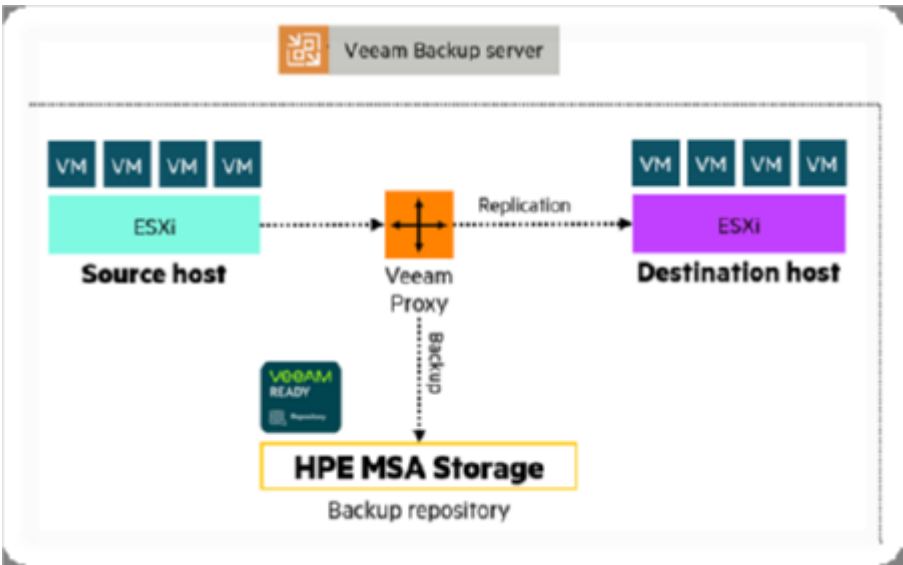 Veeam Backup server
VM VM VM VM
VM VM VM VM
ESXi
Replication
ESXi
Source host
Destination host
Veeam
Proxy
Backup
veeAM
READY
Repository
HPE MSA Storage
Backup repository